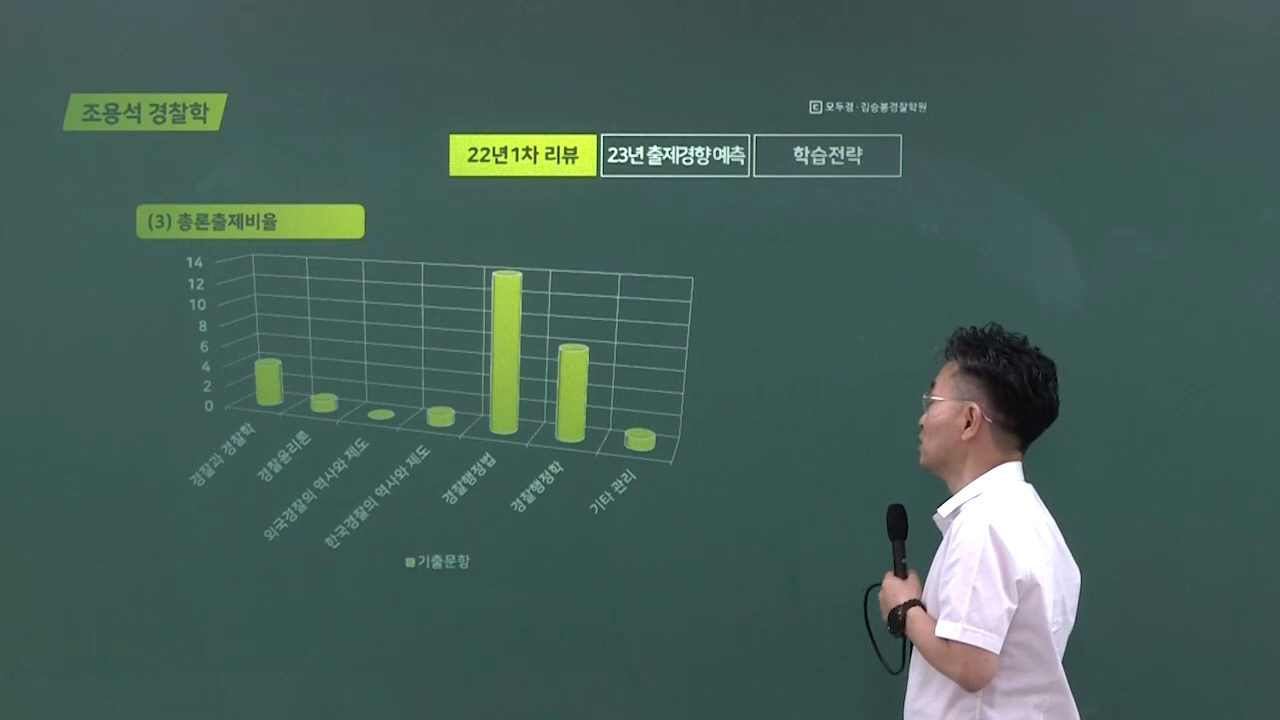 조용석 경찰학
모두경·김승봉경찰학원
22년 1차 리뷰
23년 출제경향 예측
학습전략
(3) 총론출제비율
14
12
10
8
6
4
2
0
경찰과 경찰학
경찰윤리론
외국경찰의 역사와 제도
한국경찰의 역사와 제도
경찰행정법
경찰행정학
기타 관리
기출문항